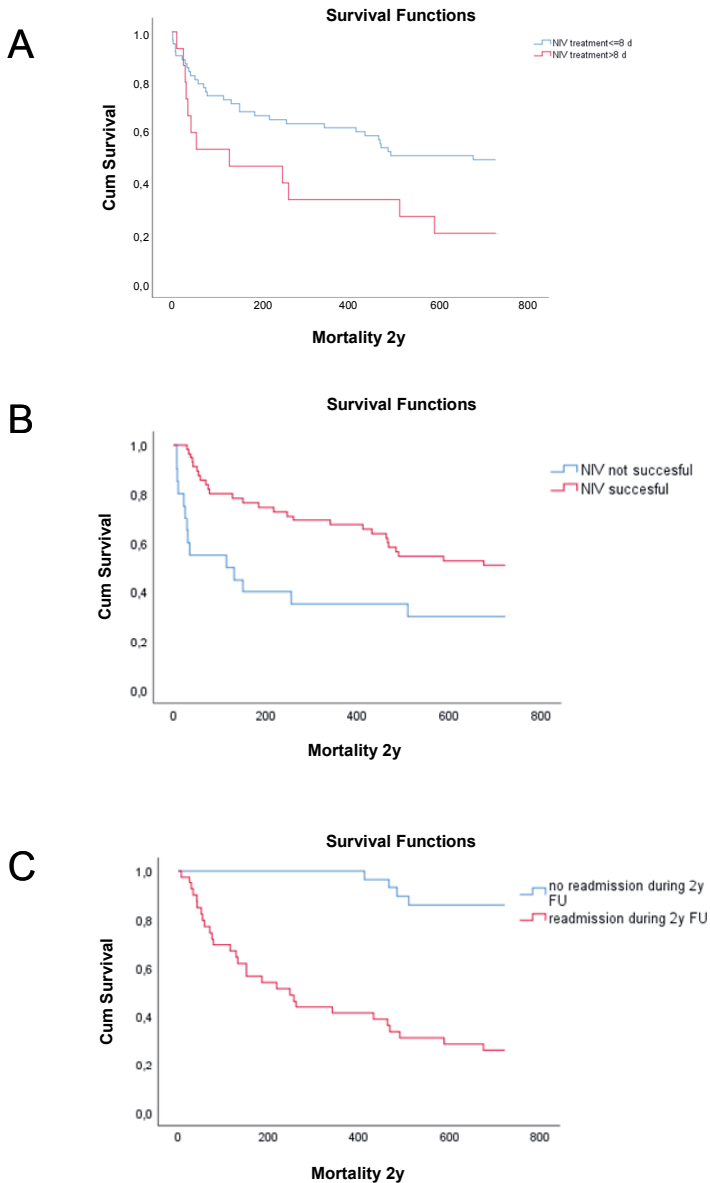 A
Survival Functions
NIV treatment<=8 d
NIV treatment>8 d
1,0
0,8
0,6
0,4
0,2
0,0
Cum Survival
0 200 400 600 800
Mortality 2y
B
Survival Functions
NIV not succesful
NIV succesful
1,0
0,8
0,6
0,4
0,2
0,0
Cum Survival
0 200 400 600 800
Mortality 2y
C
Survival Functions
no readmission during 2y
FU
readmission during 2y FU
1,0
0,8
0,6
0,4
0,2
0,0
Cum Survival
0 200 400 600 800
Mortality 2y